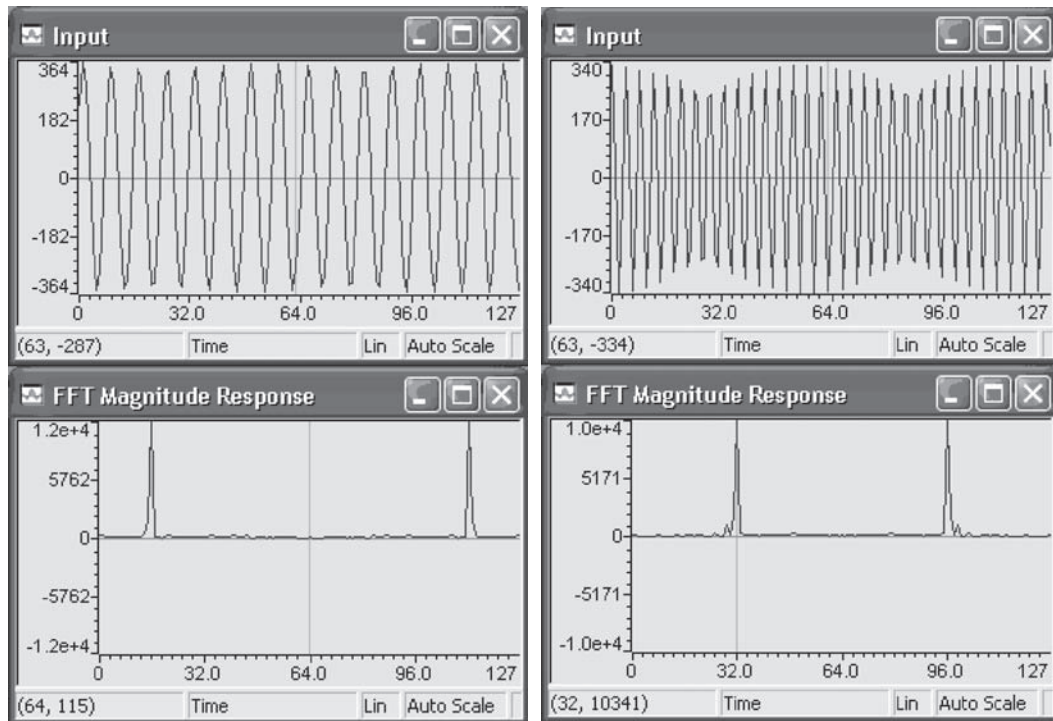 Input
364
182
0
-182
-364
0 32.0 64.0 96.0 127
(63, -287) Time Lin Auto Scale
FFT Magnitude Response
1.2e+4
5762
0
-5762
-1.2e+4
0 32.0 64.0 96.0 127
(64, 115) Time Lin Auto Scale
Input
340
170
0
-170
-340
0 32.0 64.0 96.0 127
(63, -334) Time Lin Auto Scale
FFT Magnitude Response
1.0e+4
5171
0
-5171
-1.0e+4
0 32.0 64.0 96.0 127
(32, 10341) Time Lin Auto Scale